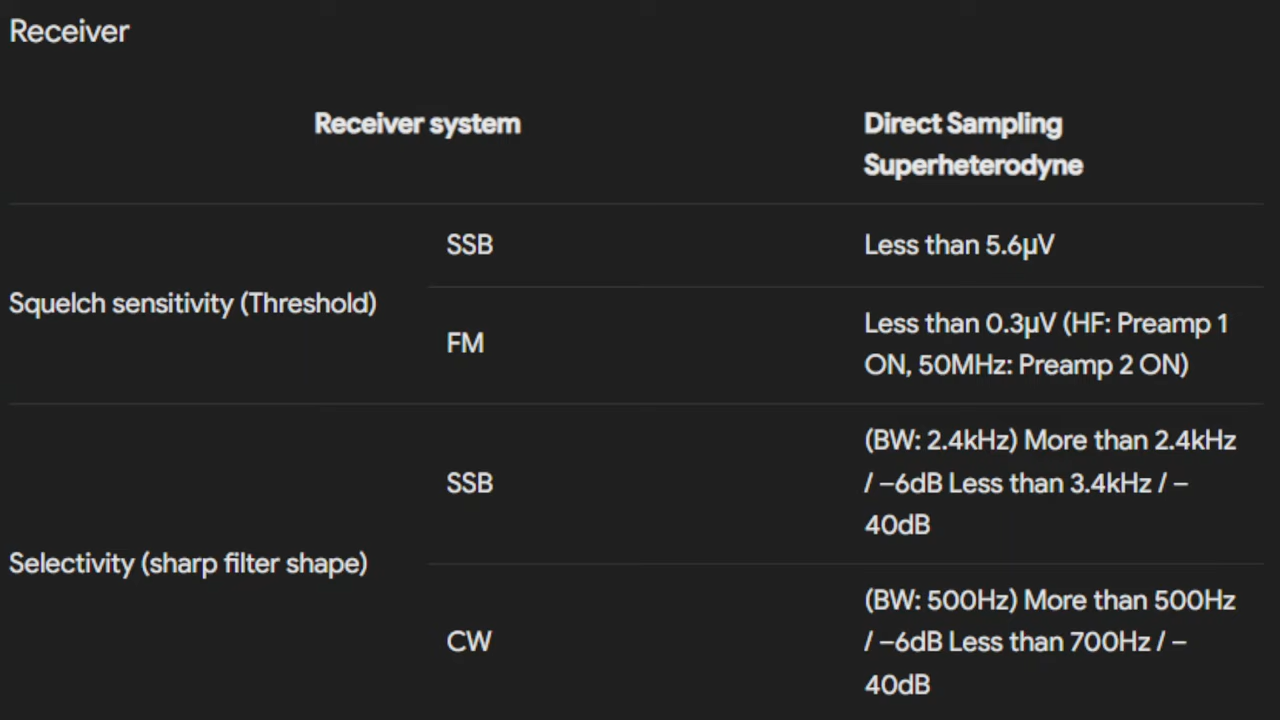 Receiver
Receiver system
Direct Sampling
Superheterodyne
Squelch sensitivity (Threshold)
SSB
Less than 5.6µV
FM
Less than 0.3µV (HF: Preamp 1
ON, 50MHz: Preamp 2 ON)
Selectivity (sharp filter shape)
SSB
(BW: 2.4kHz) More than 2.4kHz
/ –6dB Less than 3.4kHz / –
40dB
CW
(BW: 500Hz) More than 500Hz
/ –6dB Less than 700Hz / –
40dB